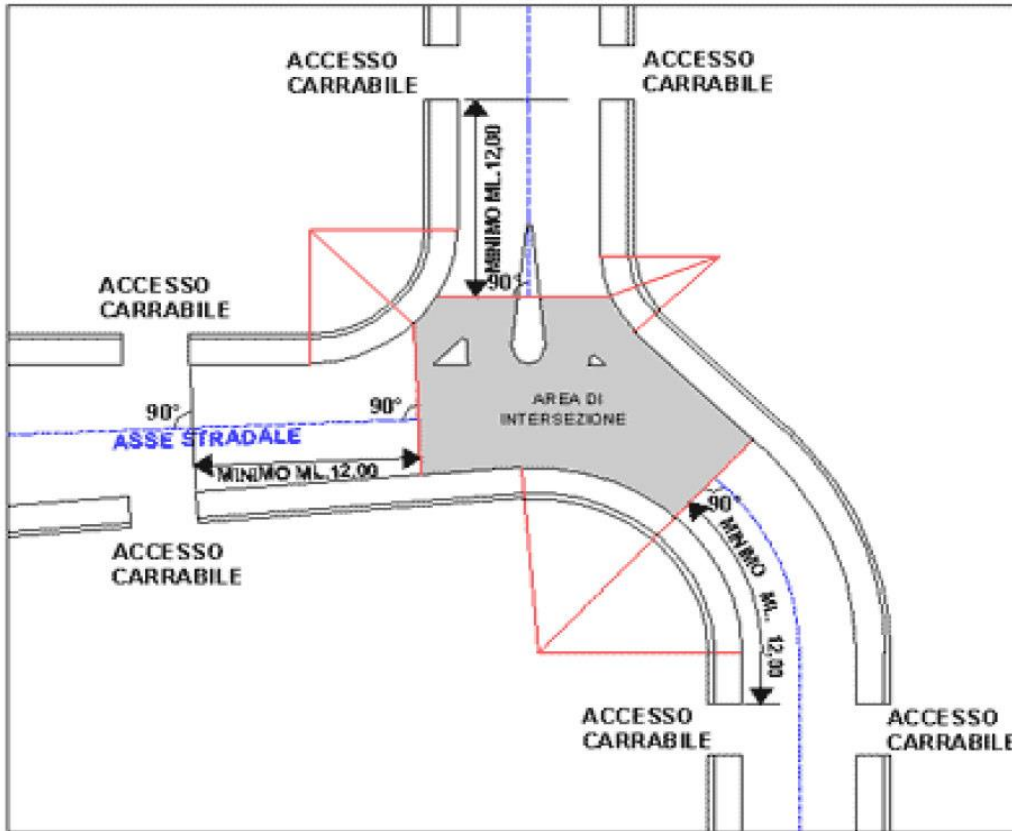 ACCESSO
CARRABILE
ACCESSO
CARRABILE
MINIMO ML.12,00
90°
ACCESSO
CARRABILE
90°
90°
ASSE STRADALE
MINIMO ML.12,00
AREA DI
INTERSEZIONE
ACCESSO
CARRABILE
90°
MINIMO ML. 12,00
ACCESSO
CARRABILE
ACCESSO
CARRABILE